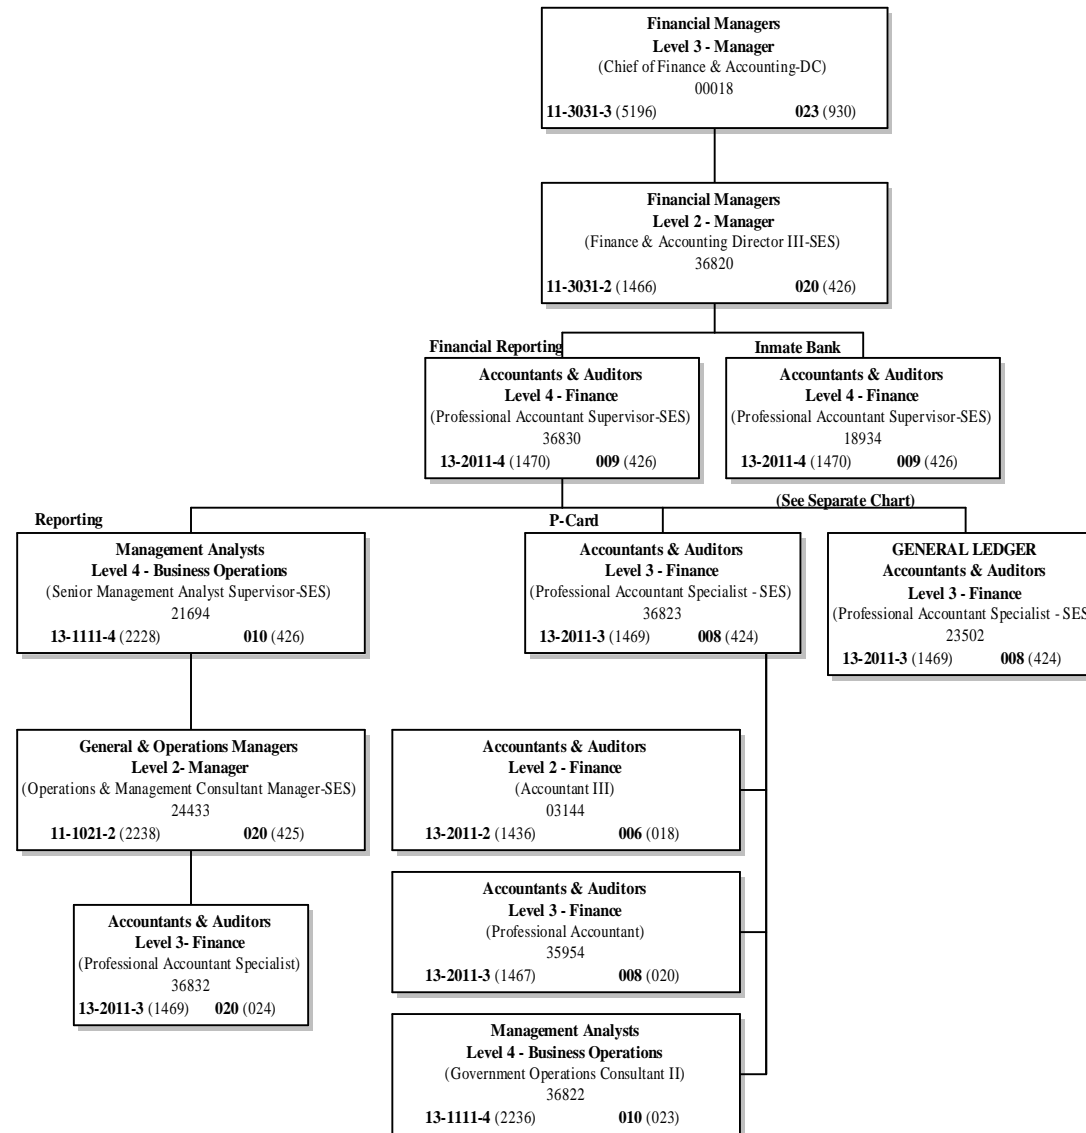 Financial Managers
Level 3 - Manager
(Chief of Finance & Accounting-DC)
00018
11-3031-3 (5196) 023 (930)
Financial Managers
Level 2 - Manager
(Finance & Accounting Director III-SES)
36820
11-3031-2 (1466) 020 (426)
Financial Reporting
Accountants & Auditors
Level 4 - Finance
(Professional Accountant Supervisor-SES)
36830
13-2011-4 (1470) 009 (426)
Inmate Bank
Accountants & Auditors
Level 4 - Finance
(Professional Accountant Supervisor-SES)
18934
13-2011-4 (1470) 009 (426)
(See Separate Chart)
Reporting
Management Analysts
Level 4 - Business Operations
(Senior Management Analyst Supervisor-SES)
21694
13-1111-4 (2228) 010 (426)
P-Card
Accountants & Auditors
Level 3 - Finance
(Professional Accountant Specialist - SES)
36823
13-2011-3 (1469) 008 (424)
GENERAL LEDGER
Accountants & Auditors
Level 3 - Finance
(Professional Accountant Specialist - SES
23502
13-2011-3 (1469) 008 (424)
General & Operations Managers
Level 2- Manager
(Operations & Management Consultant Manager-SES)
24433
11-1021-2 (2238) 020 (425)
Accountants & Auditors
Level 3- Finance
(Professional Accountant Specialist)
36832
13-2011-3 (1469) 020 (024)
Accountants & Auditors
Level 2 - Finance
(Accountant III)
03144
13-2011-2 (1436) 006 (018)
Accountants & Auditors
Level 3 - Finance
(Professional Accountant)
35954
13-2011-3 (1467) 008 (020)
Management Analysts
Level 4 - Business Operations
(Government Operations Consultant II)
36822
13-1111-4 (2236) 010 (023)